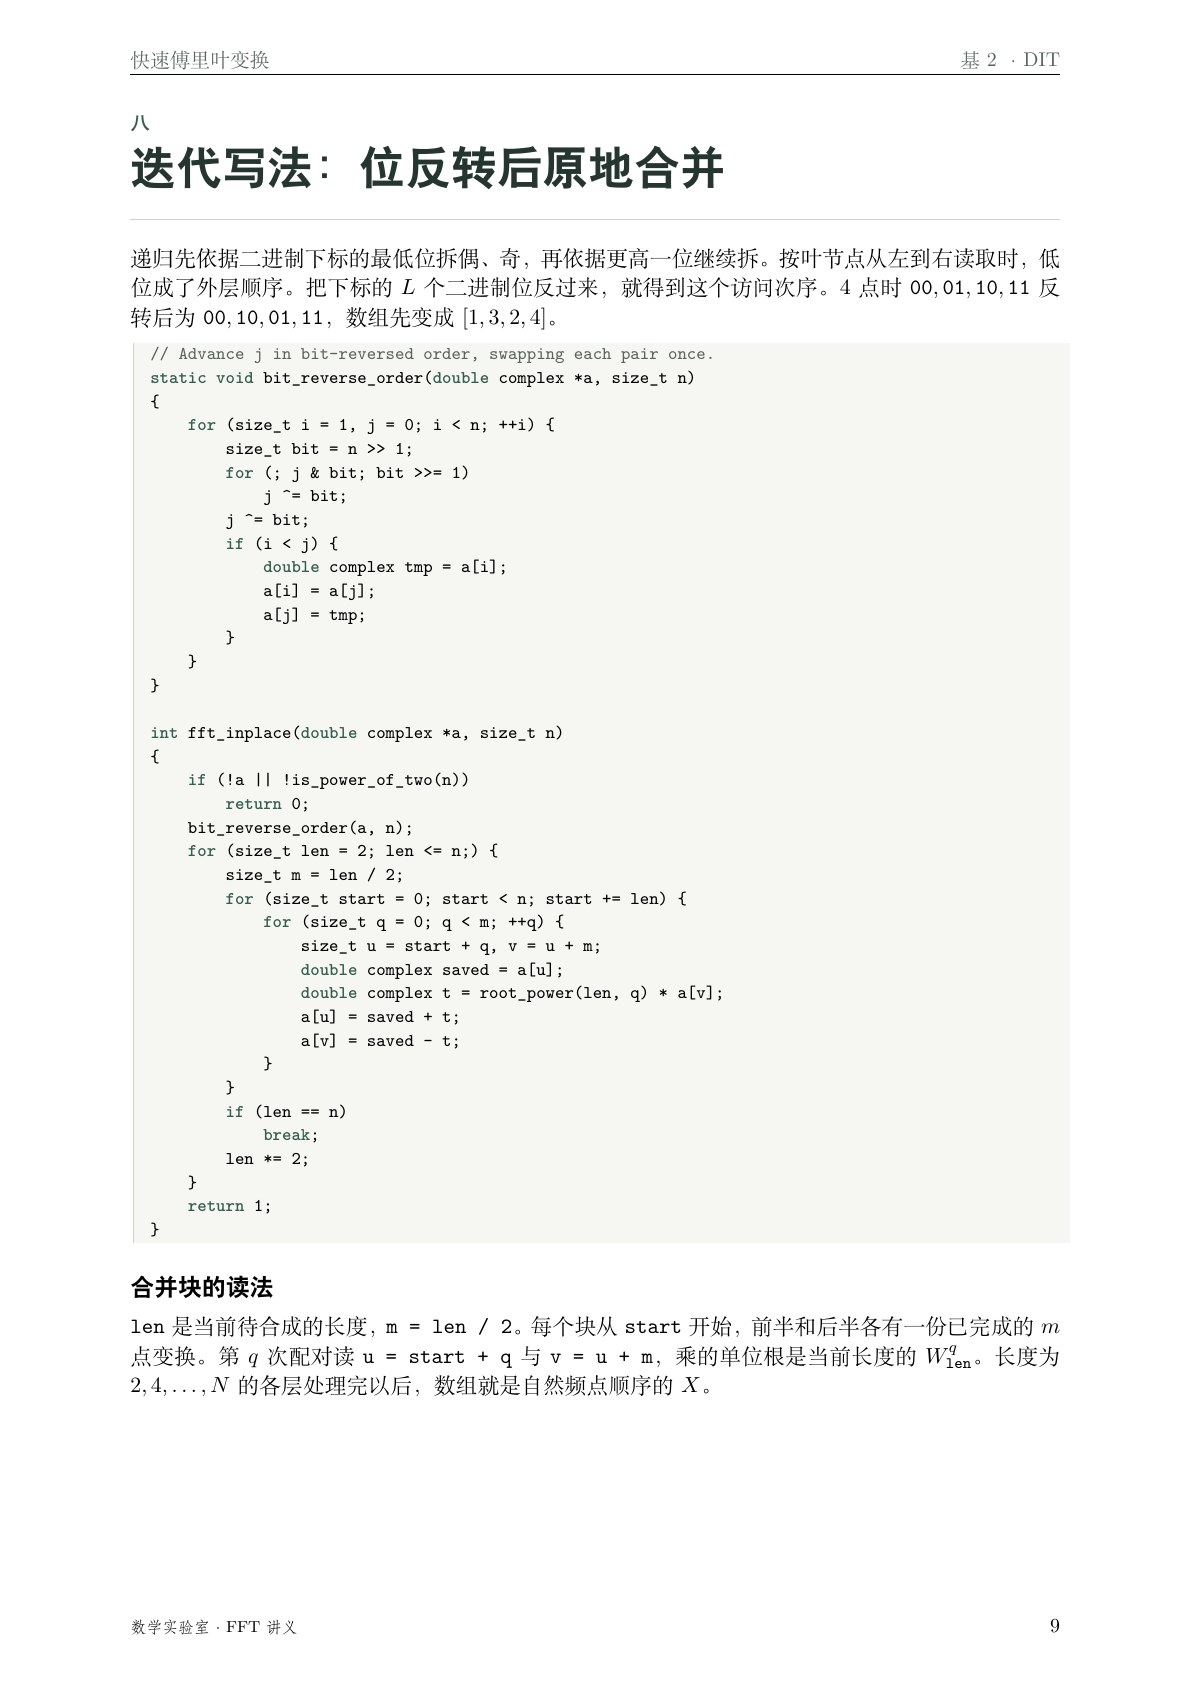 快速傅里叶变换
基 2 · DIT
八
迭代写法：位反转后原地合并
递归先依据二进制下标的最低位拆偶、奇，再依据更高一位继续拆。按叶节点从左到右读取时，低
位成了外层顺序。把下标的 L 个二进制位反过来，就得到这个访问次序。4 点时 00, 01, 10, 11 反
转后为 00, 10, 01, 11，数组先变成 [1, 3, 2, 4]。
// Advance j in bit-reversed order, swapping each pair once.
static void bit_reverse_order(double complex *a, size_t n)
{
    for (size_t i = 1, j = 0; i < n; ++i) {
        size_t bit = n >> 1;
        for (; j & bit; bit >>= 1)
            j ^= bit;
        j ^= bit;
        if (i < j) {
            double complex tmp = a[i];
            a[i] = a[j];
            a[j] = tmp;
        }
    }
}

int fft_inplace(double complex *a, size_t n)
{
    if (!a || !is_power_of_two(n))
        return 0;
    bit_reverse_order(a, n);
    for (size_t len = 2; len <= n;) {
        size_t m = len / 2;
        for (size_t start = 0; start < n; start += len) {
            for (size_t q = 0; q < m; ++q) {
                size_t u = start + q, v = u + m;
                double complex saved = a[u];
                double complex t = root_power(len, q) * a[v];
                a[u] = saved + t;
                a[v] = saved - t;
            }
        }
        if (len == n)
            break;
        len *= 2;
    }
    return 1;
}
合并块的读法
len 是当前待合成的长度，m = len / 2。每个块从 start 开始，前半和后半各有一份已完成的 m
点变换。第 q 次配对读 u = start + q 与 v = u + m，乘的单位根是当前长度的 W_len^q。长度为
2, 4, . . . , N 的各层处理完以后，数组就是自然频点顺序的 X。
数学实验室 · FFT 讲义
9